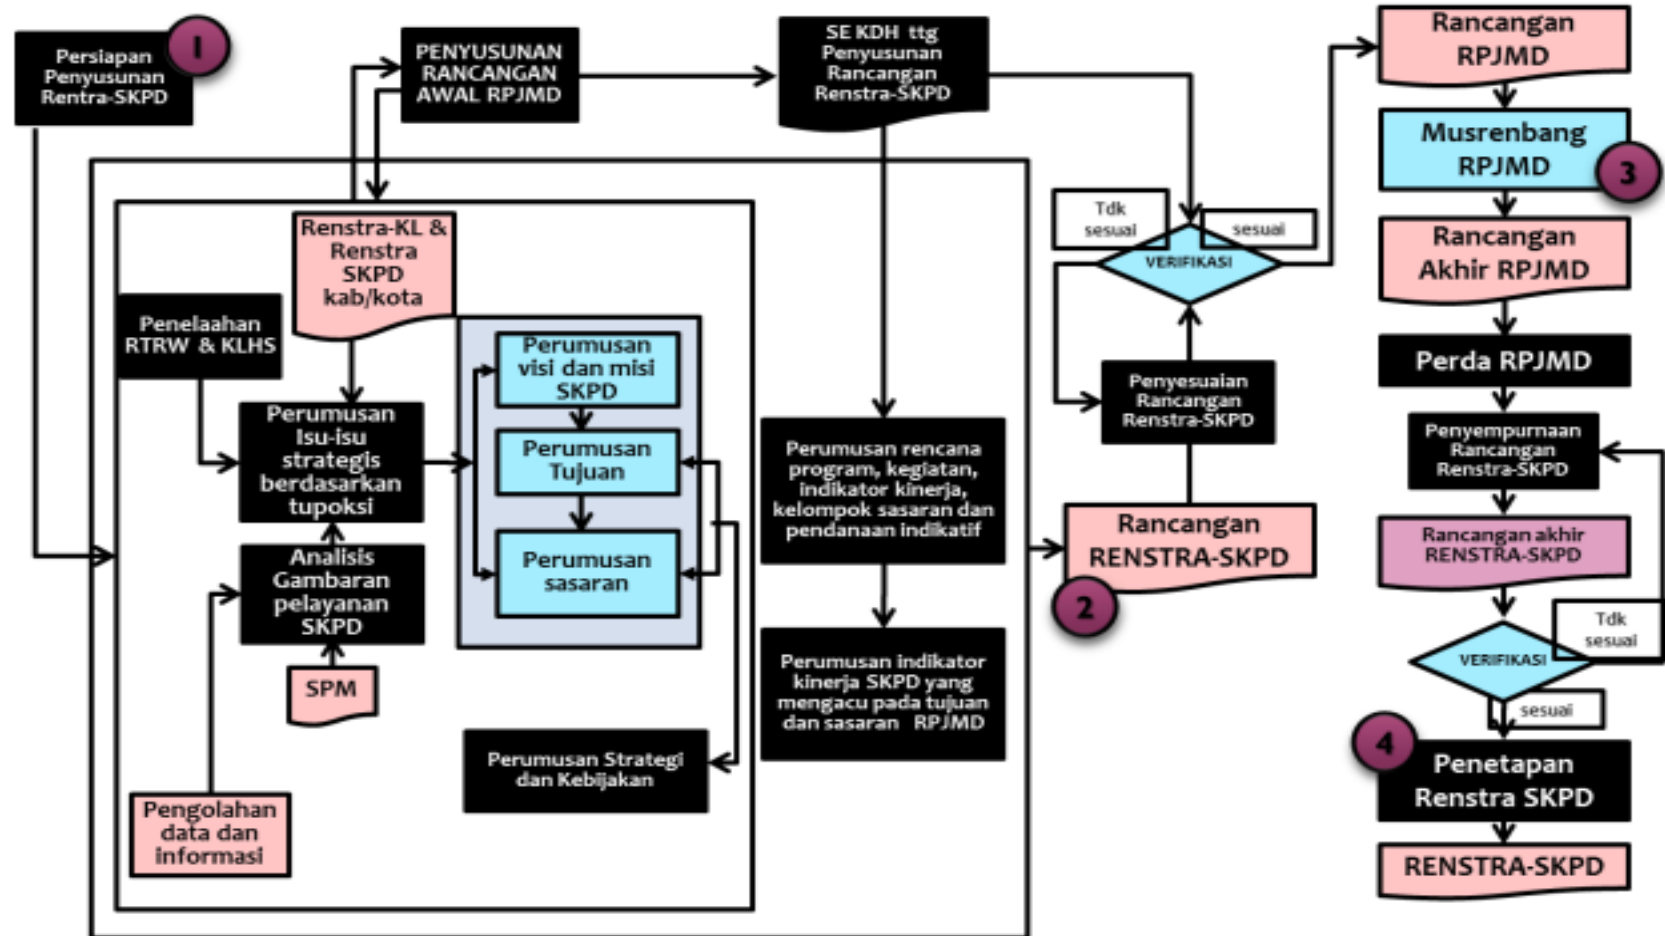 Persiapan
Penyusunan
Rentra-SKPD
1
PENYUSUNAN
RANCANGAN
AWAL RPJMD
SE KDH ttg
Penyusunan
Rancangan
Renstra-SKPD
Rancangan
RPJMD
Musrenbang
RPJMD
3
Rancangan
Akhir RPJMD
Perda RPJMD
Penyempurnaan
Rancangan
Renstra-SKPD
Rancangan akhir
RENSTRA-SKPD
Tdk
sesuai
VERIFIKASI
sesuai
4
Penetapan
Renstra SKPD
RENSTRA-SKPD
Tdk
sesuai
sesuai
VERIFIKASI
Penyesuaian
Rancangan
Renstra-SKPD
Rancangan
RENSTRA-SKPD
2
Renstra-KL &
Renstra
SKPD
kab/kota
Penelaahan
RTRW & KLHS
Perumusan
Isu-isu
strategis
berdasarkan
tupoksi
Analisis
Gambaran
pelayanan
SKPD
SPM
Pengolahan
data dan
informasi
Perumusan
visi dan misi
SKPD
Perumusan
Tujuan
Perumusan
sasaran
Perumusan Strategi
dan Kebijakan
Perumusan rencana
program, kegiatan,
indikator kinerja,
kelompok sasaran dan
pendanaan indikatif
Perumusan indikator
kinerja SKPD yang
mengacu pada tujuan
dan sasaran RPJMD